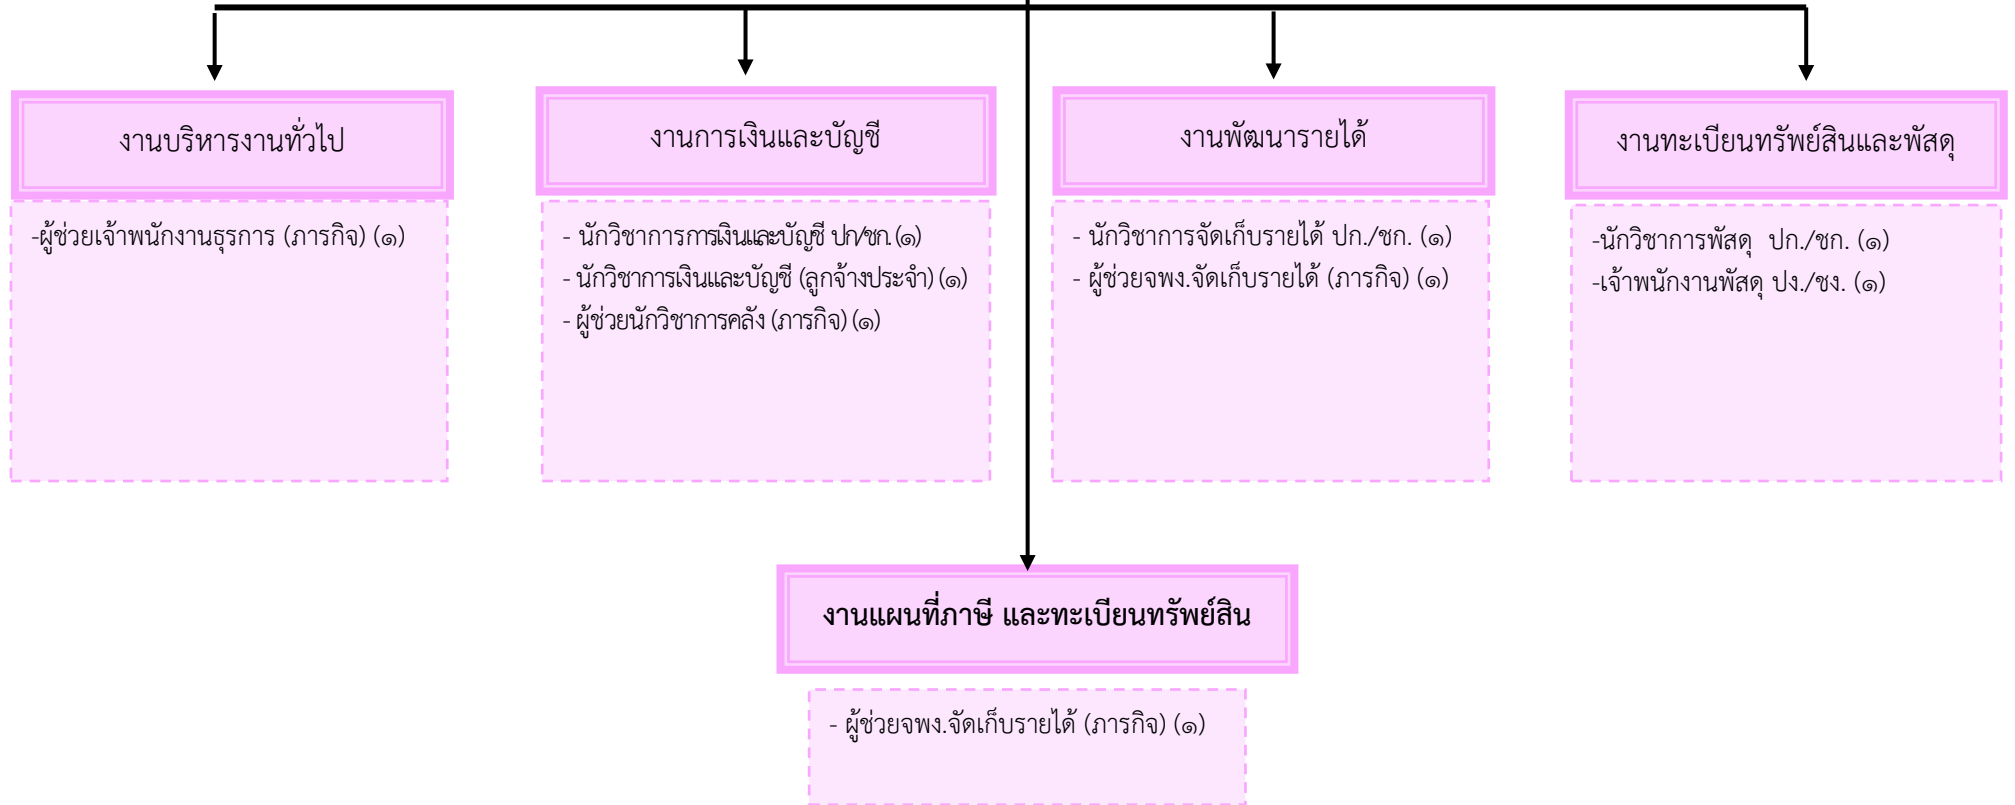 งานบริหารงานทั่วไป
-ผู้ช่วยเจ้าพนักงานธุรการ (ภารกิจ) (๑)
งานการเงินและบัญชี
- นักวิชาการการเงินและบัญชี ปก/ชก. (๑)
- นักวิชาการเงินและบัญชี (ลูกจ้างประจำ) (๑)
- ผู้ช่วยนักวิชาการคลัง (ภารกิจ) (๑)
งานพัฒนารายได้
- นักวิชาการจัดเก็บรายได้ ปก./ชก. (๑)
- ผู้ช่วยจพง.จัดเก็บรายได้ (ภารกิจ) (๑)
งานทะเบียนทรัพย์สินและพัสดุ
-นักวิชาการพัสดุ ปก./ชก. (๑)
-เจ้าพนักงานพัสดุ ปง./ชง. (๑)
งานแผนที่ภาษี และทะเบียนทรัพย์สิน
- ผู้ช่วยจพง.จัดเก็บรายได้ (ภารกิจ) (๑)